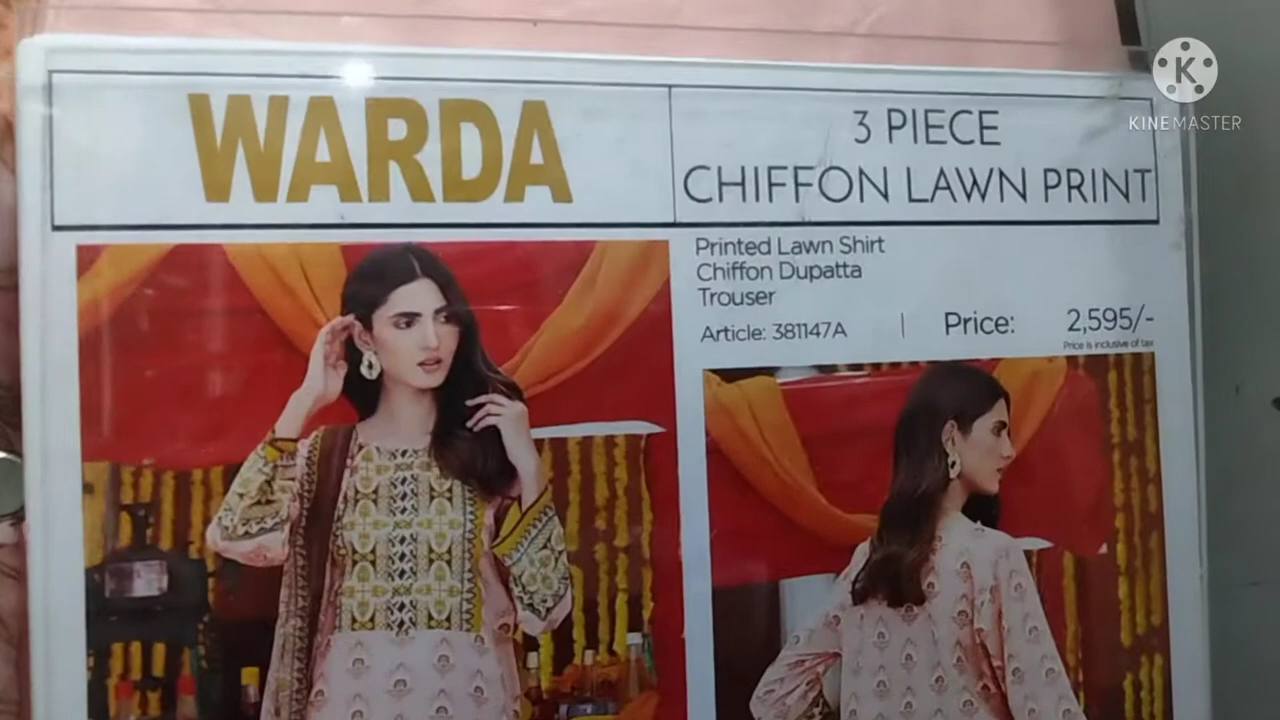 WARDA
3 PIECE
CHIFFON LAWN PRINT
Printed Lawn Shirt
Chiffon Dupatta
Trouser
Article: 381147A | Price: 2,595/-
Price is inclusive of tax
K
KINEMASTER